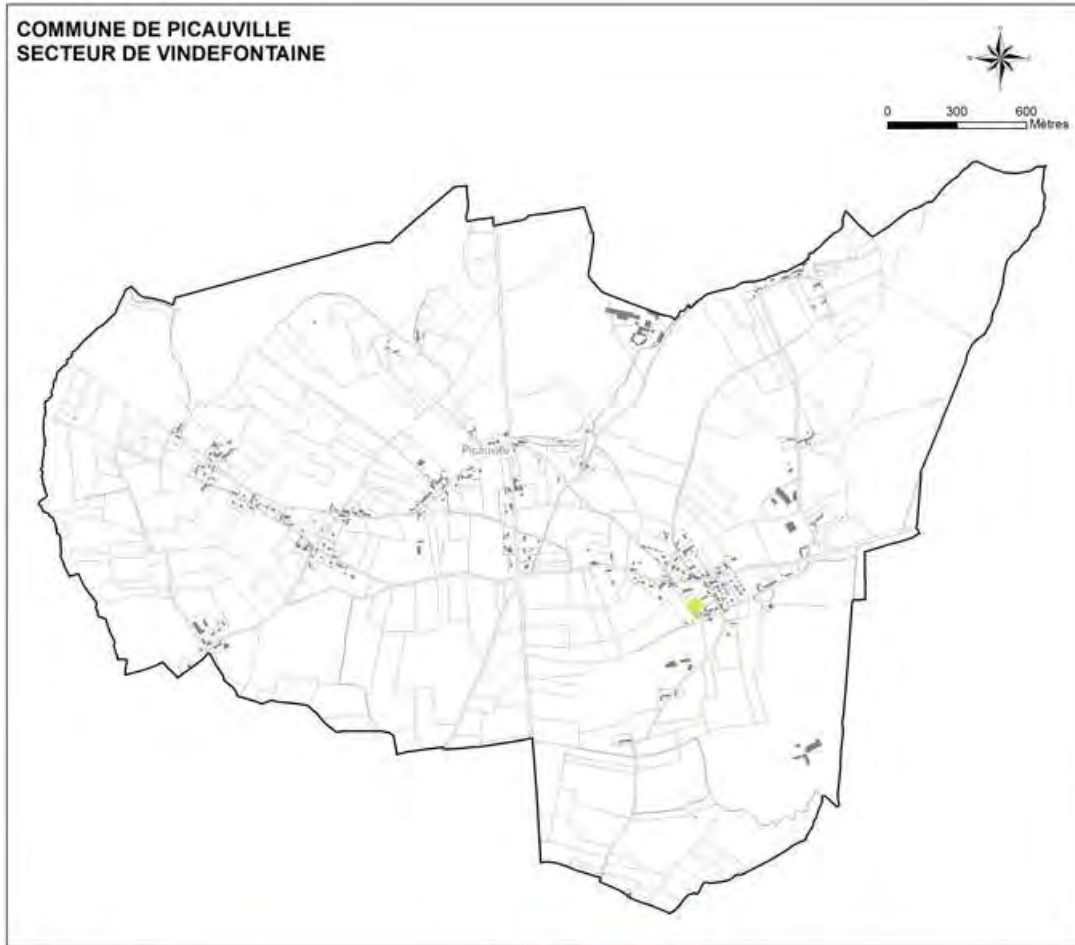 COMMUNE DE PICAUVILLE
SECTEUR DE VINDEFONTAINE
0 300 600
Mètres
Picauville